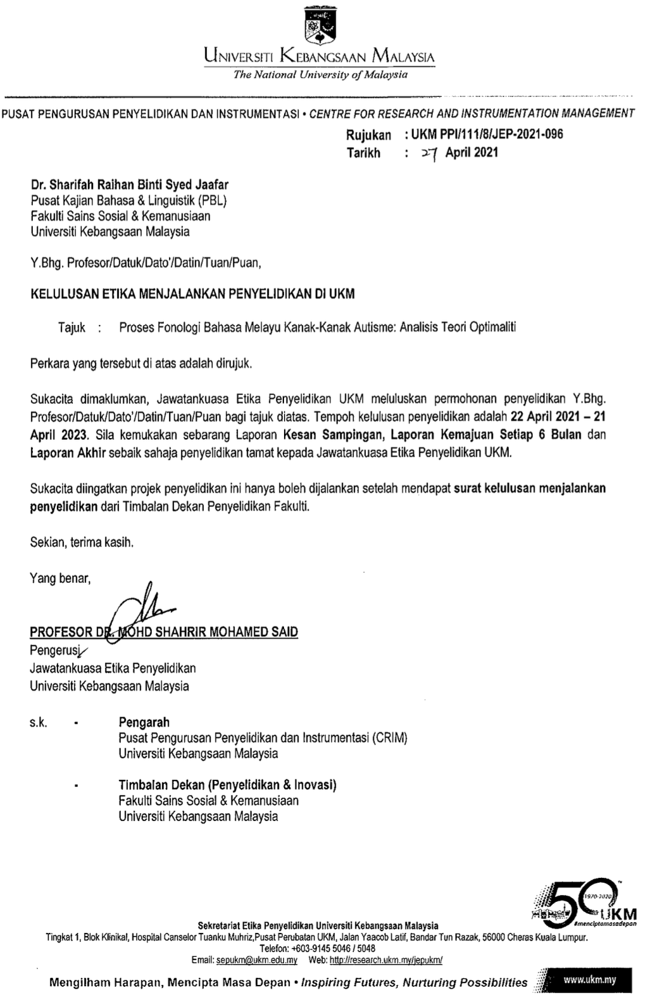 UNIVERSITI KEBANGSAAN MALAYSIA
The National University of Malaysia
PUSAT PENGURUSAN PENYELIDIKAN DAN INSTRUMENTASI • CENTRE FOR RESEARCH AND INSTRUMENTATION MANAGEMENT
Rujukan : UKM PPI/111/8/JEP-2021-096
Tarikh : 27 April 2021
Dr. Sharifah Raihan Binti Syed Jaafar
Pusat Kajian Bahasa & Linguistik (PBL)
Fakulti Sains Sosial & Kemanusiaan
Universiti Kebangsaan Malaysia
Y.Bhg. Profesor/Datuk/Dato'/Datin/Tuan/Puan,
KELULUSAN ETIKA MENJALANKAN PENYELIDIKAN DI UKM
Tajuk : Proses Fonologi Bahasa Melayu Kanak-Kanak Autisme: Analisis Teori Optimaliti
Perkara yang tersebut di atas adalah dirujuk.
Sukacita dimaklumkan, Jawatankuasa Etika Penyelidikan UKM meluluskan permohonan penyelidikan Y.Bhg.
Profesor/Datuk/Dato'/Datin/Tuan/Puan bagi tajuk diatas. Tempoh kelulusan penyelidikan adalah 22 April 2021 – 21
April 2023. Sila kemukakan sebarang Laporan Kesan Sampingan, Laporan Kemajuan Setiap 6 Bulan dan
Laporan Akhir sebaik sahaja penyelidikan tamat kepada Jawatankuasa Etika Penyelidikan UKM.
Sukacita diingatkan projek penyelidikan ini hanya boleh dijalankan setelah mendapat surat kelulusan menjalankan
penyelidikan dari Timbalan Dekan Penyelidikan Fakulti.
Sekian, terima kasih.
Yang benar,
PROFESOR DR. MOHD SHAHRIR MOHAMED SAID
Pengerusi
Jawatankuasa Etika Penyelidikan
Universiti Kebangsaan Malaysia
s.k. - Pengarah
Pusat Pengurusan Penyelidikan dan Instrumentasi (CRIM)
Universiti Kebangsaan Malaysia
- Timbalan Dekan (Penyelidikan & Inovasi)
Fakulti Sains Sosial & Kemanusiaan
Universiti Kebangsaan Malaysia
50
1970-2020
UKM
#menciptamasadepan
Sekretariat Etika Penyelidikan Universiti Kebangsaan Malaysia
Tingkat 1, Blok Klinikal, Hospital Canselor Tuanku Muhriz,Pusat Perubatan UKM, Jalan Yaacob Latif, Bandar Tun Razak, 56000 Cheras Kuala Lumpur.
Telefon: +603-9145 5046 / 5048
Email: sepukm@ukm.edu.my Web: http://research.ukm.my/jepukm/
Mengilham Harapan, Mencipta Masa Depan • Inspiring Futures, Nurturing Possibilities
www.ukm.my